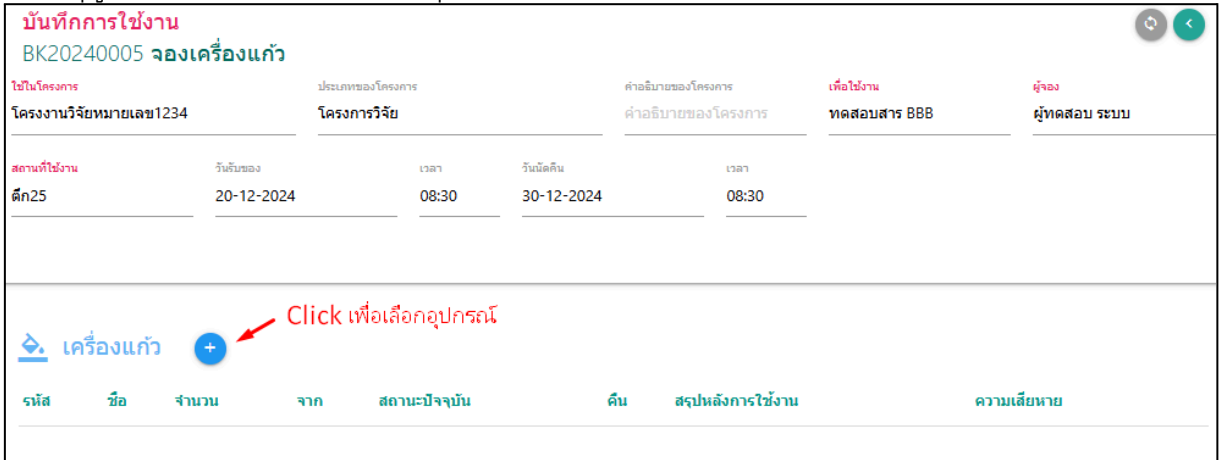 บันทึกการใช้งาน
BK20240005 จองเครื่องแก้ว
ใช้ในโครงการ ประเภทของโครงการ คำอธิบายของโครงการ เพื่อใช้งาน ผู้จอง
โครงงานวิจัยหมายเลข1234 โครงการวิจัย คำอธิบายของโครงการ ทดสอบสาร BBB ผู้ทดสอบ ระบบ
สถานที่ใช้งาน วันรับของ เวลา วันนัดคืน เวลา
ตึก25 20-12-2024 08:30 30-12-2024 08:30
Click เพื่อเลือกอุปกรณ์
เครื่องแก้ว
รหัส ชื่อ จำนวน จาก สถานะปัจจุบัน คืน สรุปหลังการใช้งาน ความเสียหาย